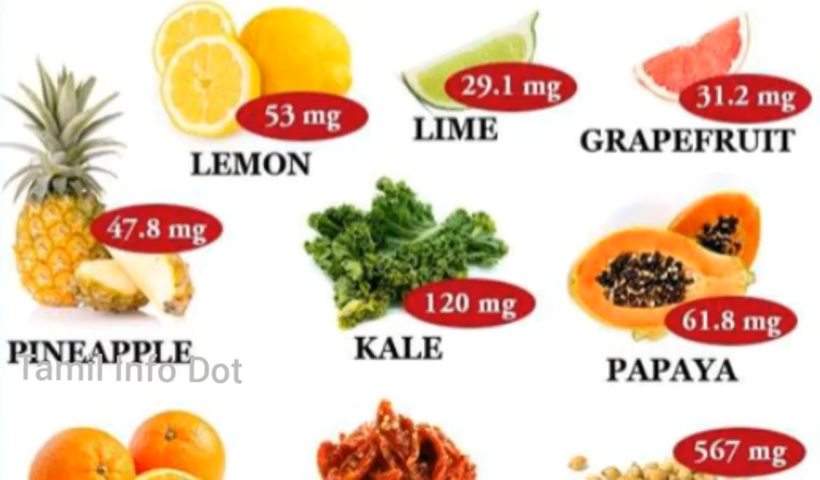 53 mg
LEMON
29.1 mg
LIME
31.2 mg
GRAPEFRUIT
47.8 mg
PINEAPPLE
Tamil Info Dot
120 mg
KALE
61.8 mg
PAPAYA
567 mg